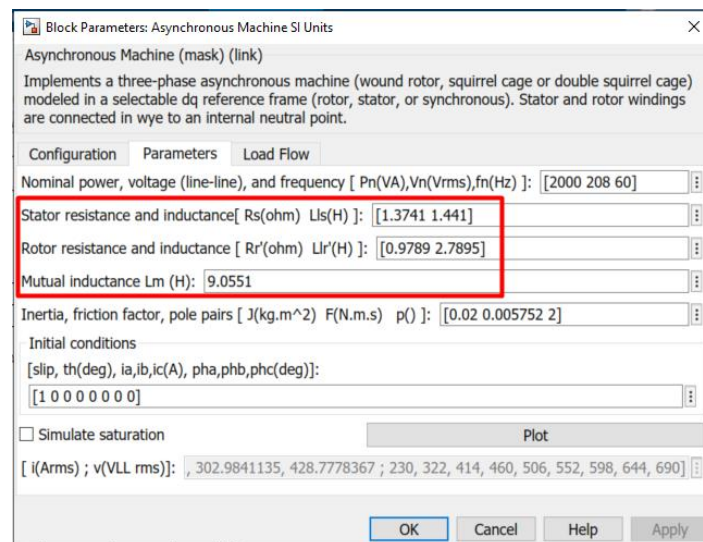 Block Parameters: Asynchronous Machine SI Units
Asynchronous Machine (mask) (link)
Implements a three-phase asynchronous machine (wound rotor, squirrel cage or double squirrel cage)
modeled in a selectable dq reference frame (rotor, stator, or synchronous). Stator and rotor windings
are connected in wye to an internal neutral point.
Configuration Parameters Load Flow
Nominal power, voltage (line-line), and frequency [ Pn(VA),Vn(Vrms),fn(Hz) ]: [2000 208 60]
Stator resistance and inductance[ Rs(ohm) Lls(H) ]: [1.3741 1.441]
Rotor resistance and inductance [ Rr'(ohm) Llr'(H) ]: [0.9789 2.7895]
Mutual inductance Lm (H): 9.0551
Inertia, friction factor, pole pairs [ J(kg.m^2) F(N.m.s) p() ]: [0.02 0.005752 2]
Initial conditions
[slip, th(deg), ia,ib,ic(A), pha,phb,phc(deg)]:
[1 0 0 0 0 0 0 0]
Simulate saturation Plot
[ i(Arms) ; v(VLL rms)]: , 302.9841135, 428.7778367 ; 230, 322, 414, 460, 506, 552, 598, 644, 690]
OK Cancel Help Apply